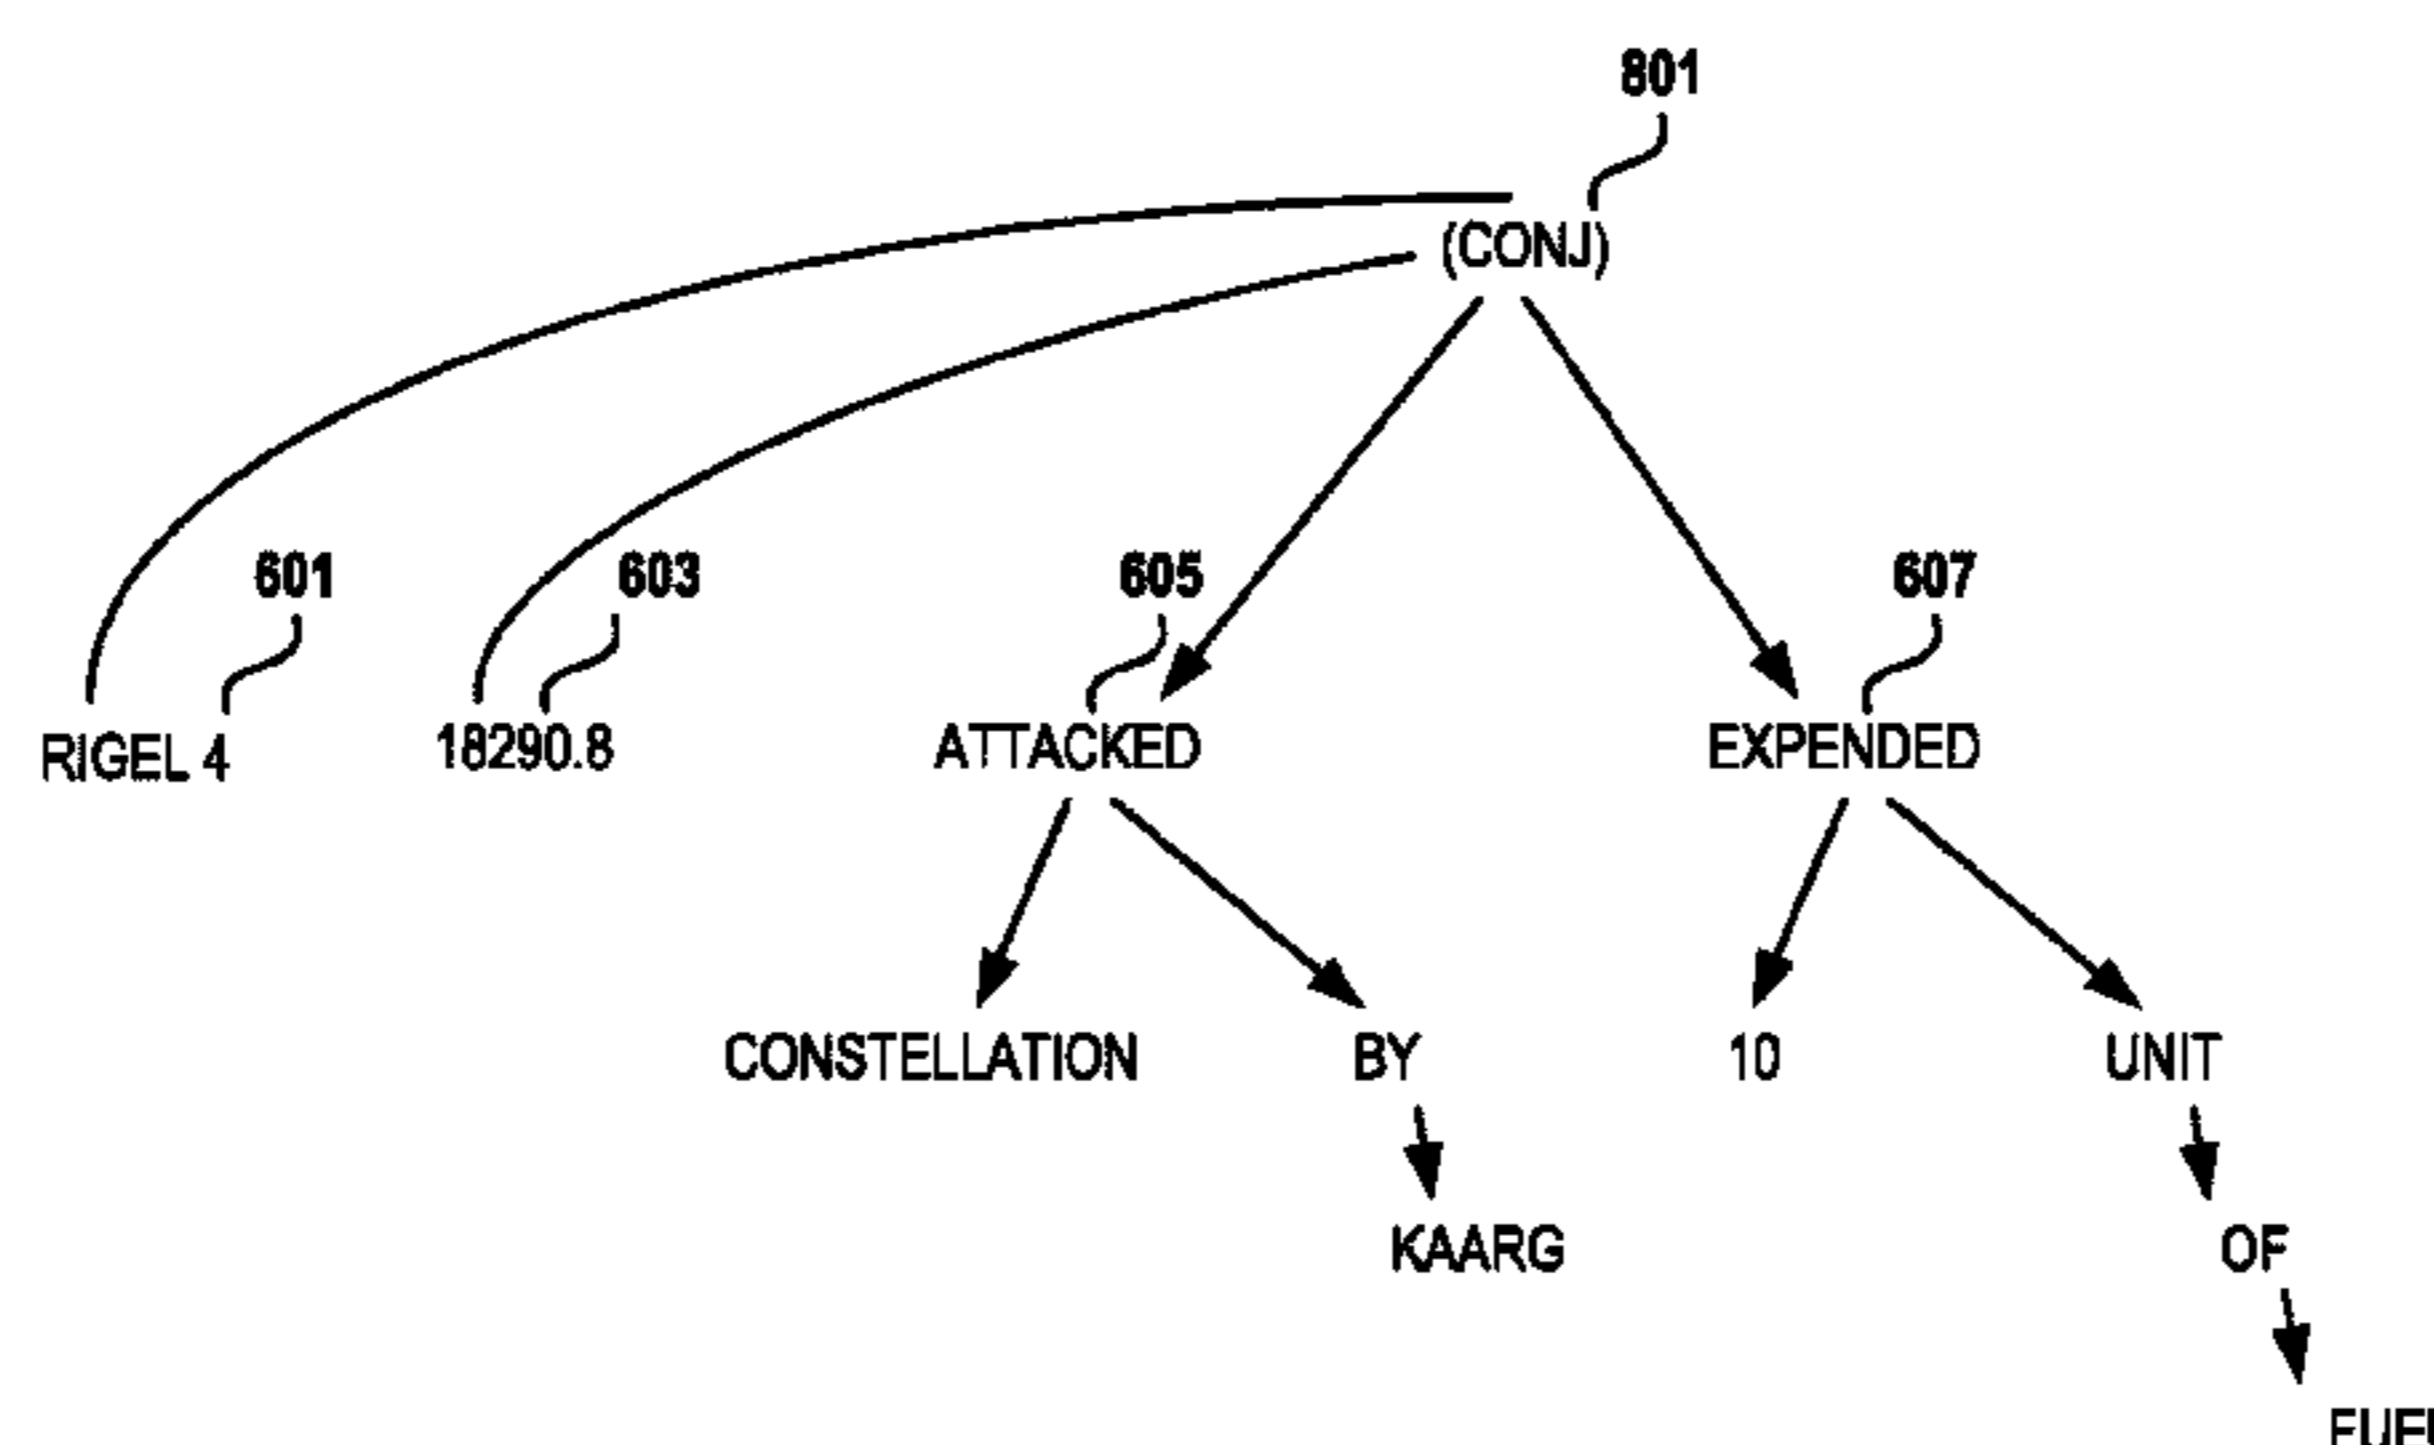 801
(CONJ)
601 603 605 607
RIGEL 4 18290.8 ATTACKED EXPENDED
CONSTELLATION BY 10 UNIT
KAARG OF